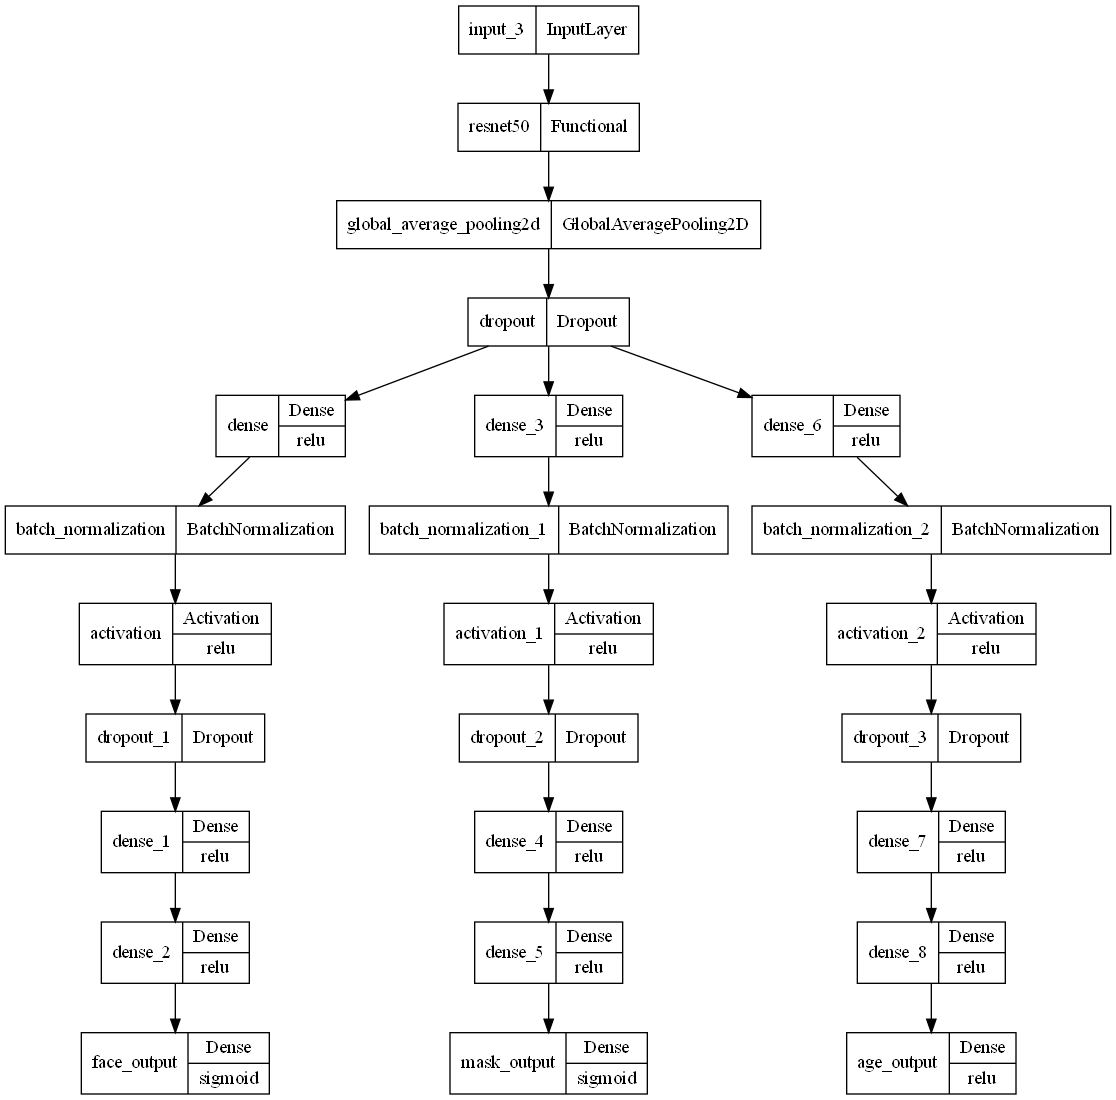 input_3 InputLayer
resnet50 Functional
global_average_pooling2d GlobalAveragePooling2D
dropout Dropout
dense Dense relu
dense_3 Dense relu
dense_6 Dense relu
batch_normalization BatchNormalization
batch_normalization_1 BatchNormalization
batch_normalization_2 BatchNormalization
activation Activation relu
activation_1 Activation relu
activation_2 Activation relu
dropout_1 Dropout
dropout_2 Dropout
dropout_3 Dropout
dense_1 Dense relu
dense_4 Dense relu
dense_7 Dense relu
dense_2 Dense relu
dense_5 Dense relu
dense_8 Dense relu
face_output Dense sigmoid
mask_output Dense sigmoid
age_output Dense relu